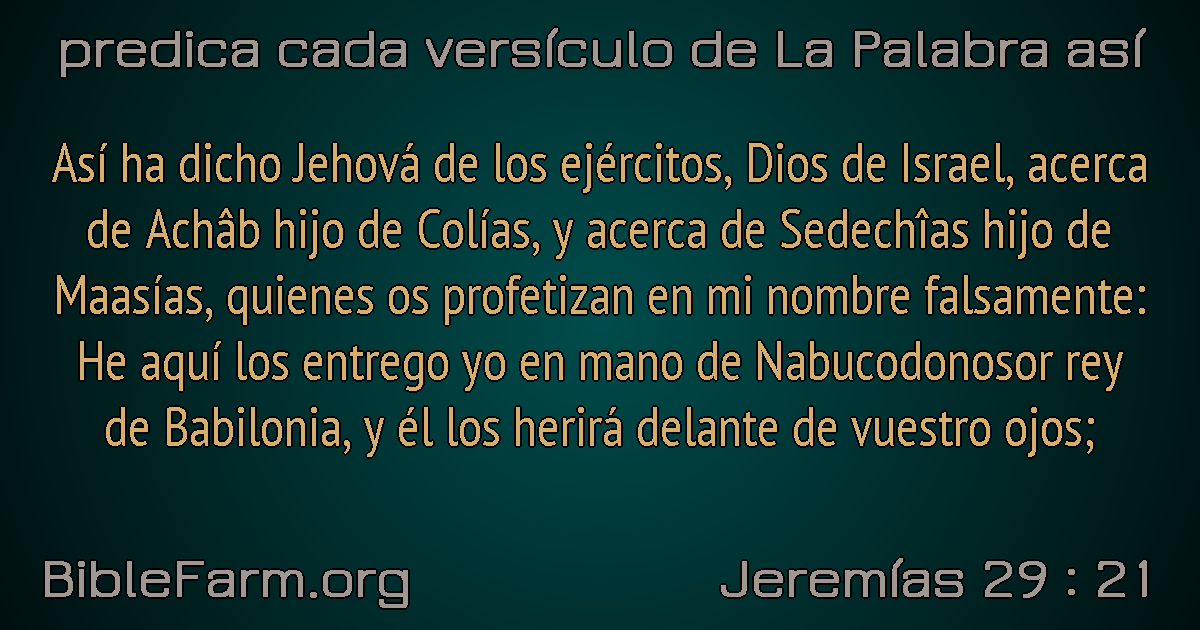 predica cada versículo de La Palabra así
Así ha dicho Jehová de los ejércitos, Dios de Israel, acerca
de Achâb hijo de Colías, y acerca de Sedechîas hijo de
Maasías, quienes os profetizan en mi nombre falsamente:
He aquí los entrego yo en mano de Nabucodonosor rey
de Babilonia, y él los herirá delante de vuestro ojos;
BibleFarm.org
Jeremías 29 : 21